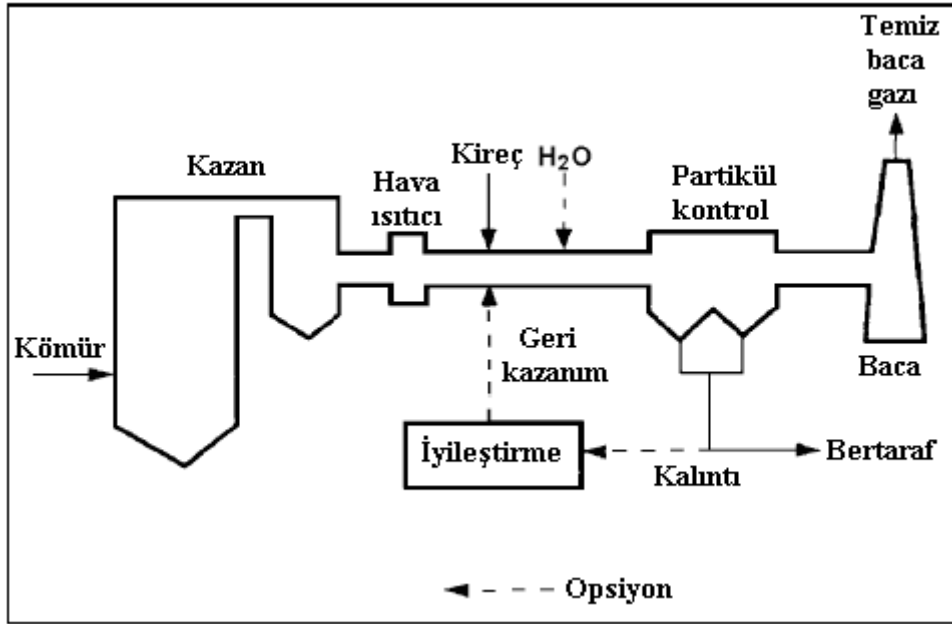 Temiz
baca
gazı
Kireç
H₂O
Kazan
Hava
ısıtıcı
Partikül
kontrol
Kömür
Geri
kazanım
Baca
İyileştirme
Kalıntı
Bertaraf
Opsiyon